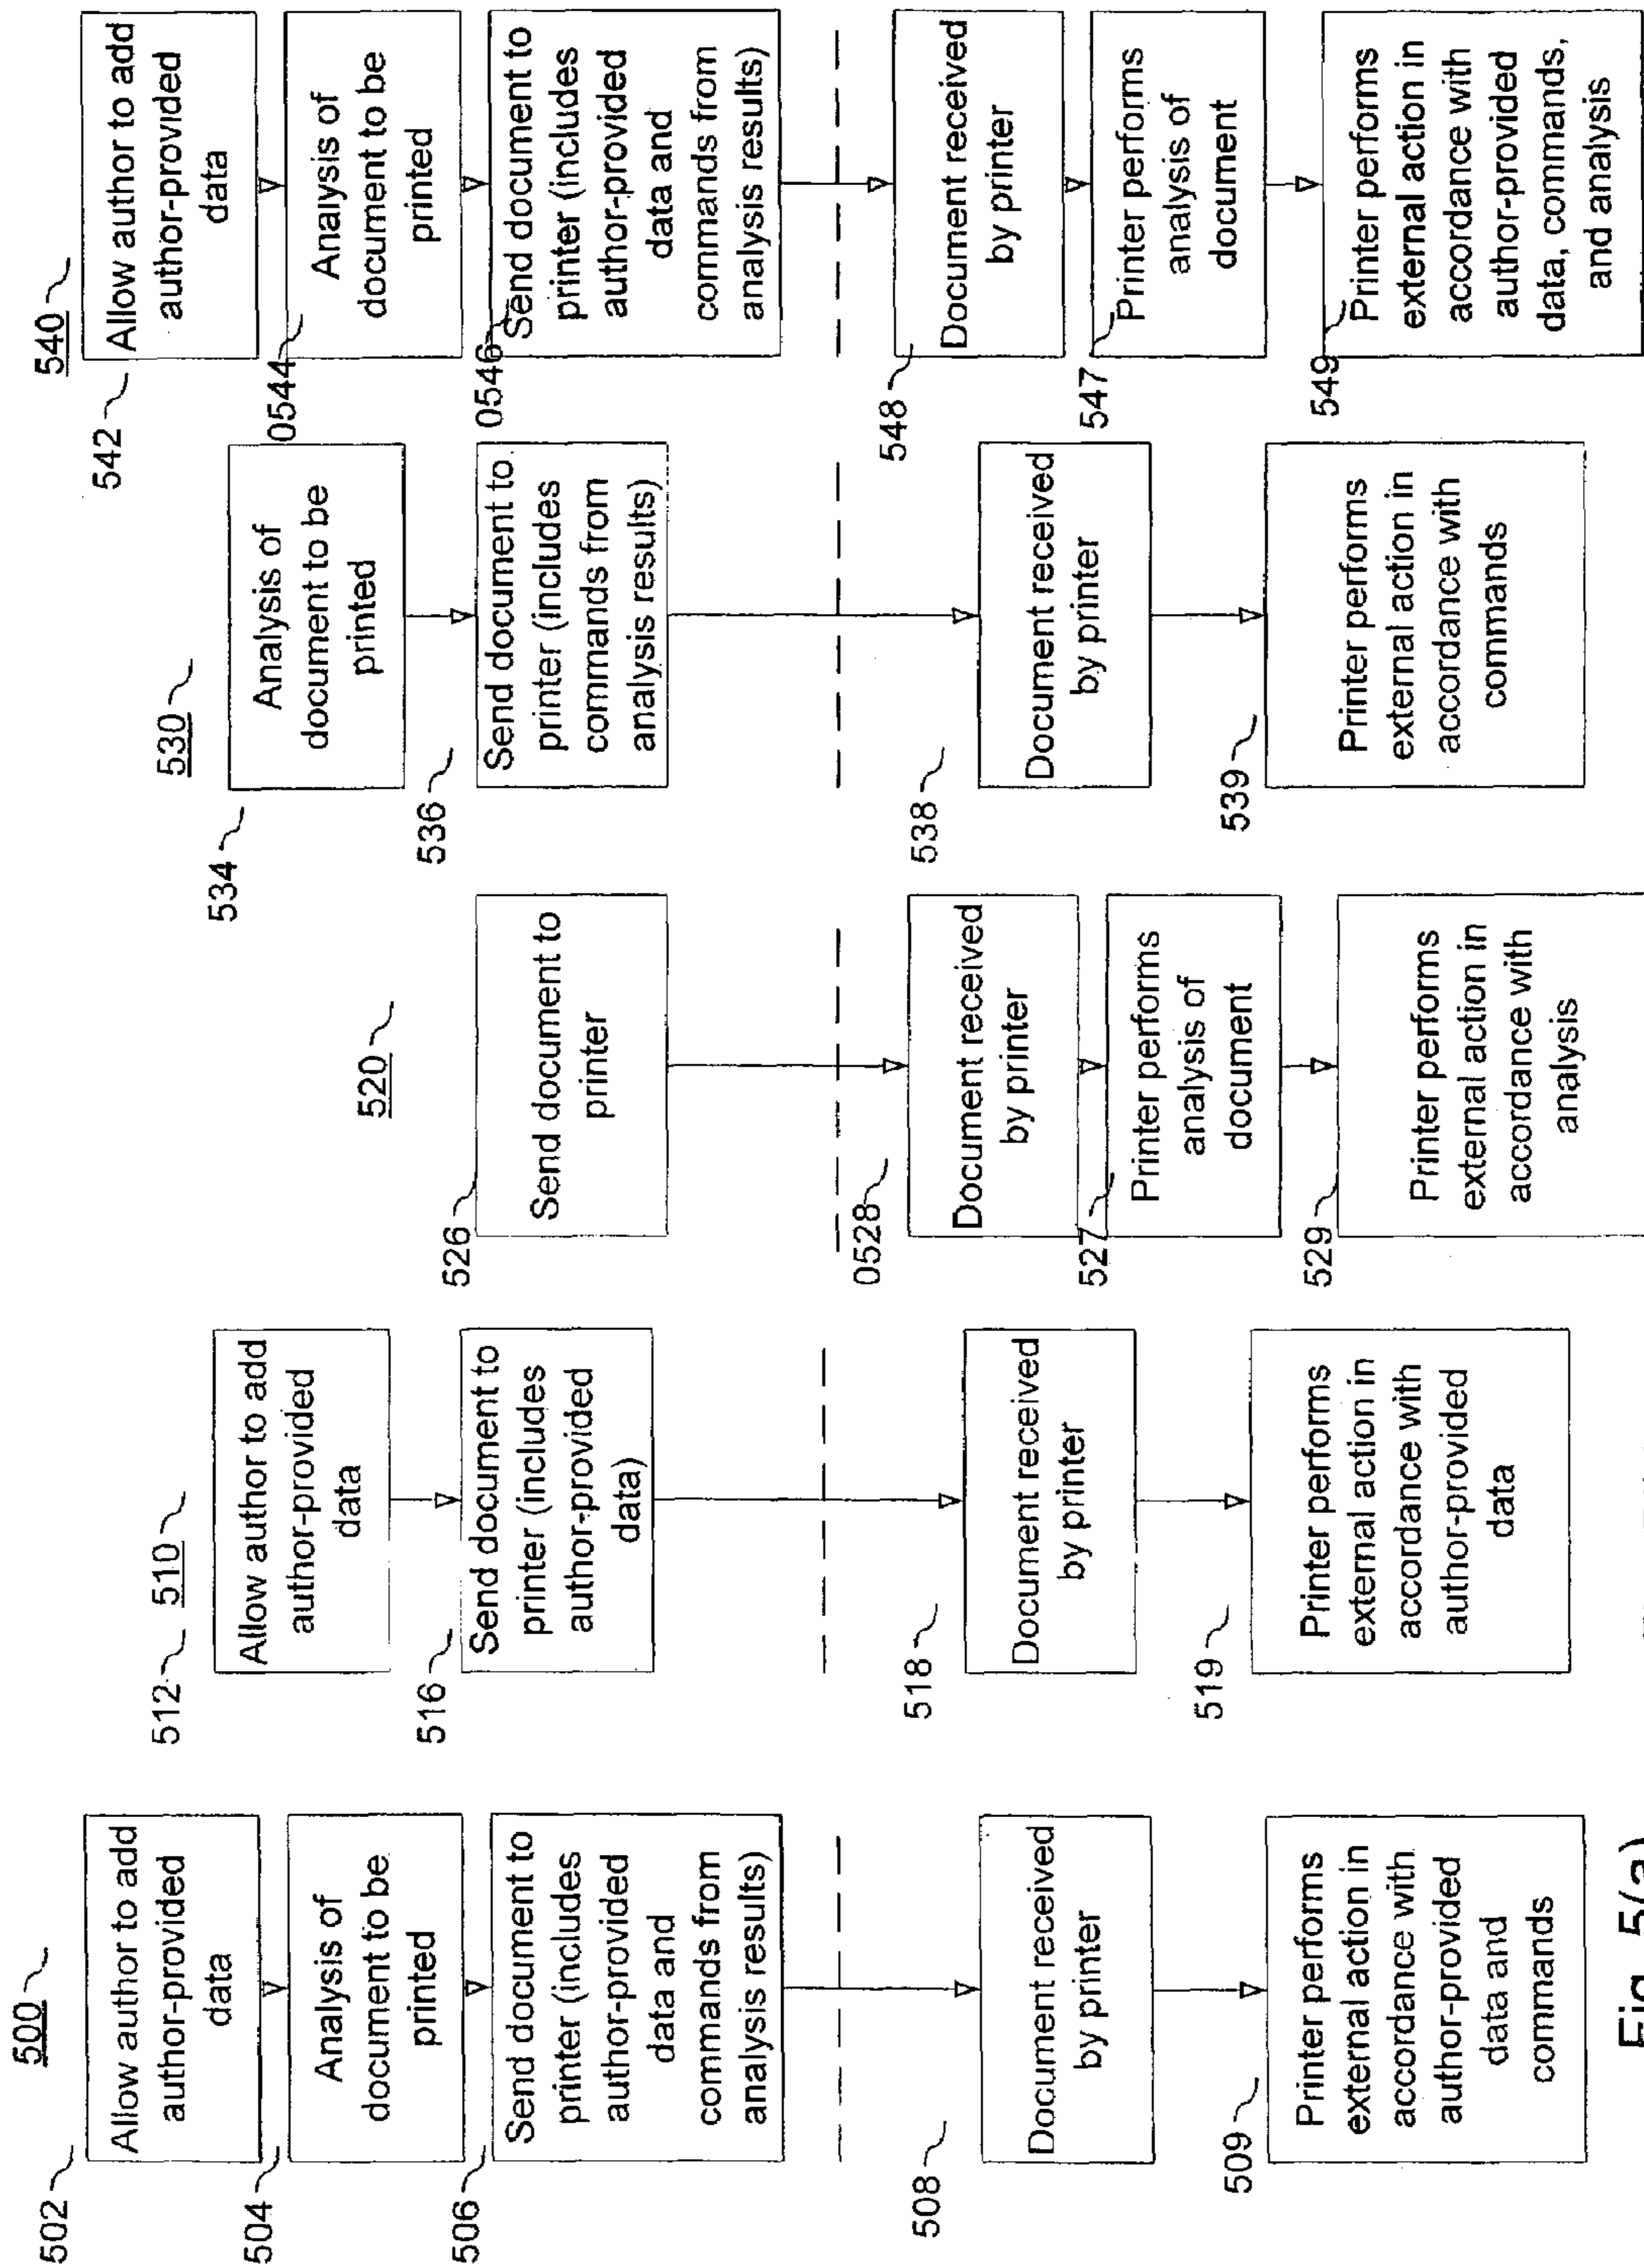 500
502
Allow author to add
author-provided
data
504
Analysis of
document to be
printed
506
Send document to
printer (includes
author-provided
data and
commands from
analysis results)
508
Document received
by printer
509
Printer performs
external action in
accordance with
author-provided
data and
commands
510
512
Allow author to add
author-provided
data
516
Send document to
printer (includes
author-provided
data)
518
Document received
by printer
519
Printer performs
external action in
accordance with
author-provided
data
520
526
Send document to
printer
0528
Document received
by printer
527
Printer performs
analysis of
document
529
Printer performs
external action in
accordance with
analysis
530
534
Analysis of
document to be
printed
536
Send document to
printer (includes
commands from
analysis results)
538
Document received
by printer
539
Printer performs
external action in
accordance with
commands
540
542
Allow author to add
author-provided
data
0544
Analysis of
document to be
printed
0546
Send document to
printer (includes
author-provided
data and
commands from
analysis results)
548
Document received
by printer
547
Printer performs
analysis of
document
549
Printer performs
external action in
accordance with
author-provided
data, commands,
and analysis
Fig. 5(a)